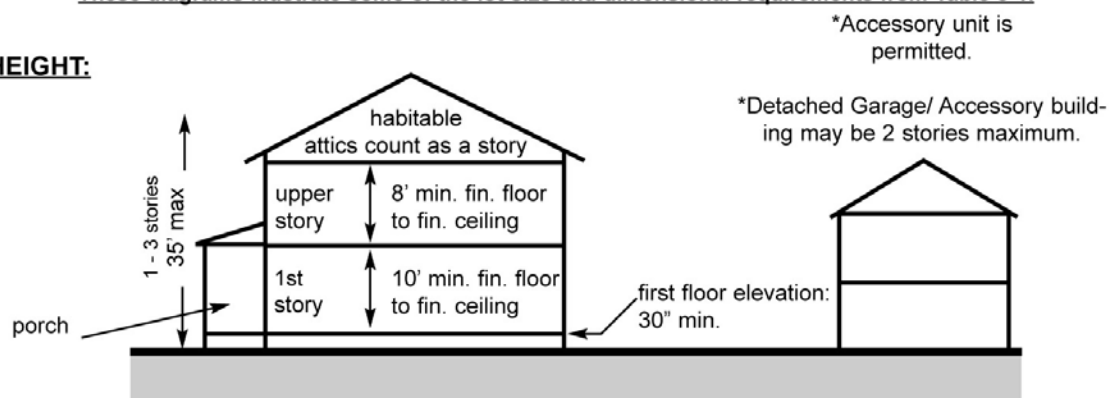 *Accessory unit is
permitted.
HEIGHT:
*Detached Garage/ Accessory build-
ing may be 2 stories maximum.
habitable
attics count as a story
1 - 3 stories
35' max
upper
story
8' min. fin. floor
to fin. ceiling
1st
story
10' min. fin. floor
to fin. ceiling
porch
first floor elevation:
30" min.